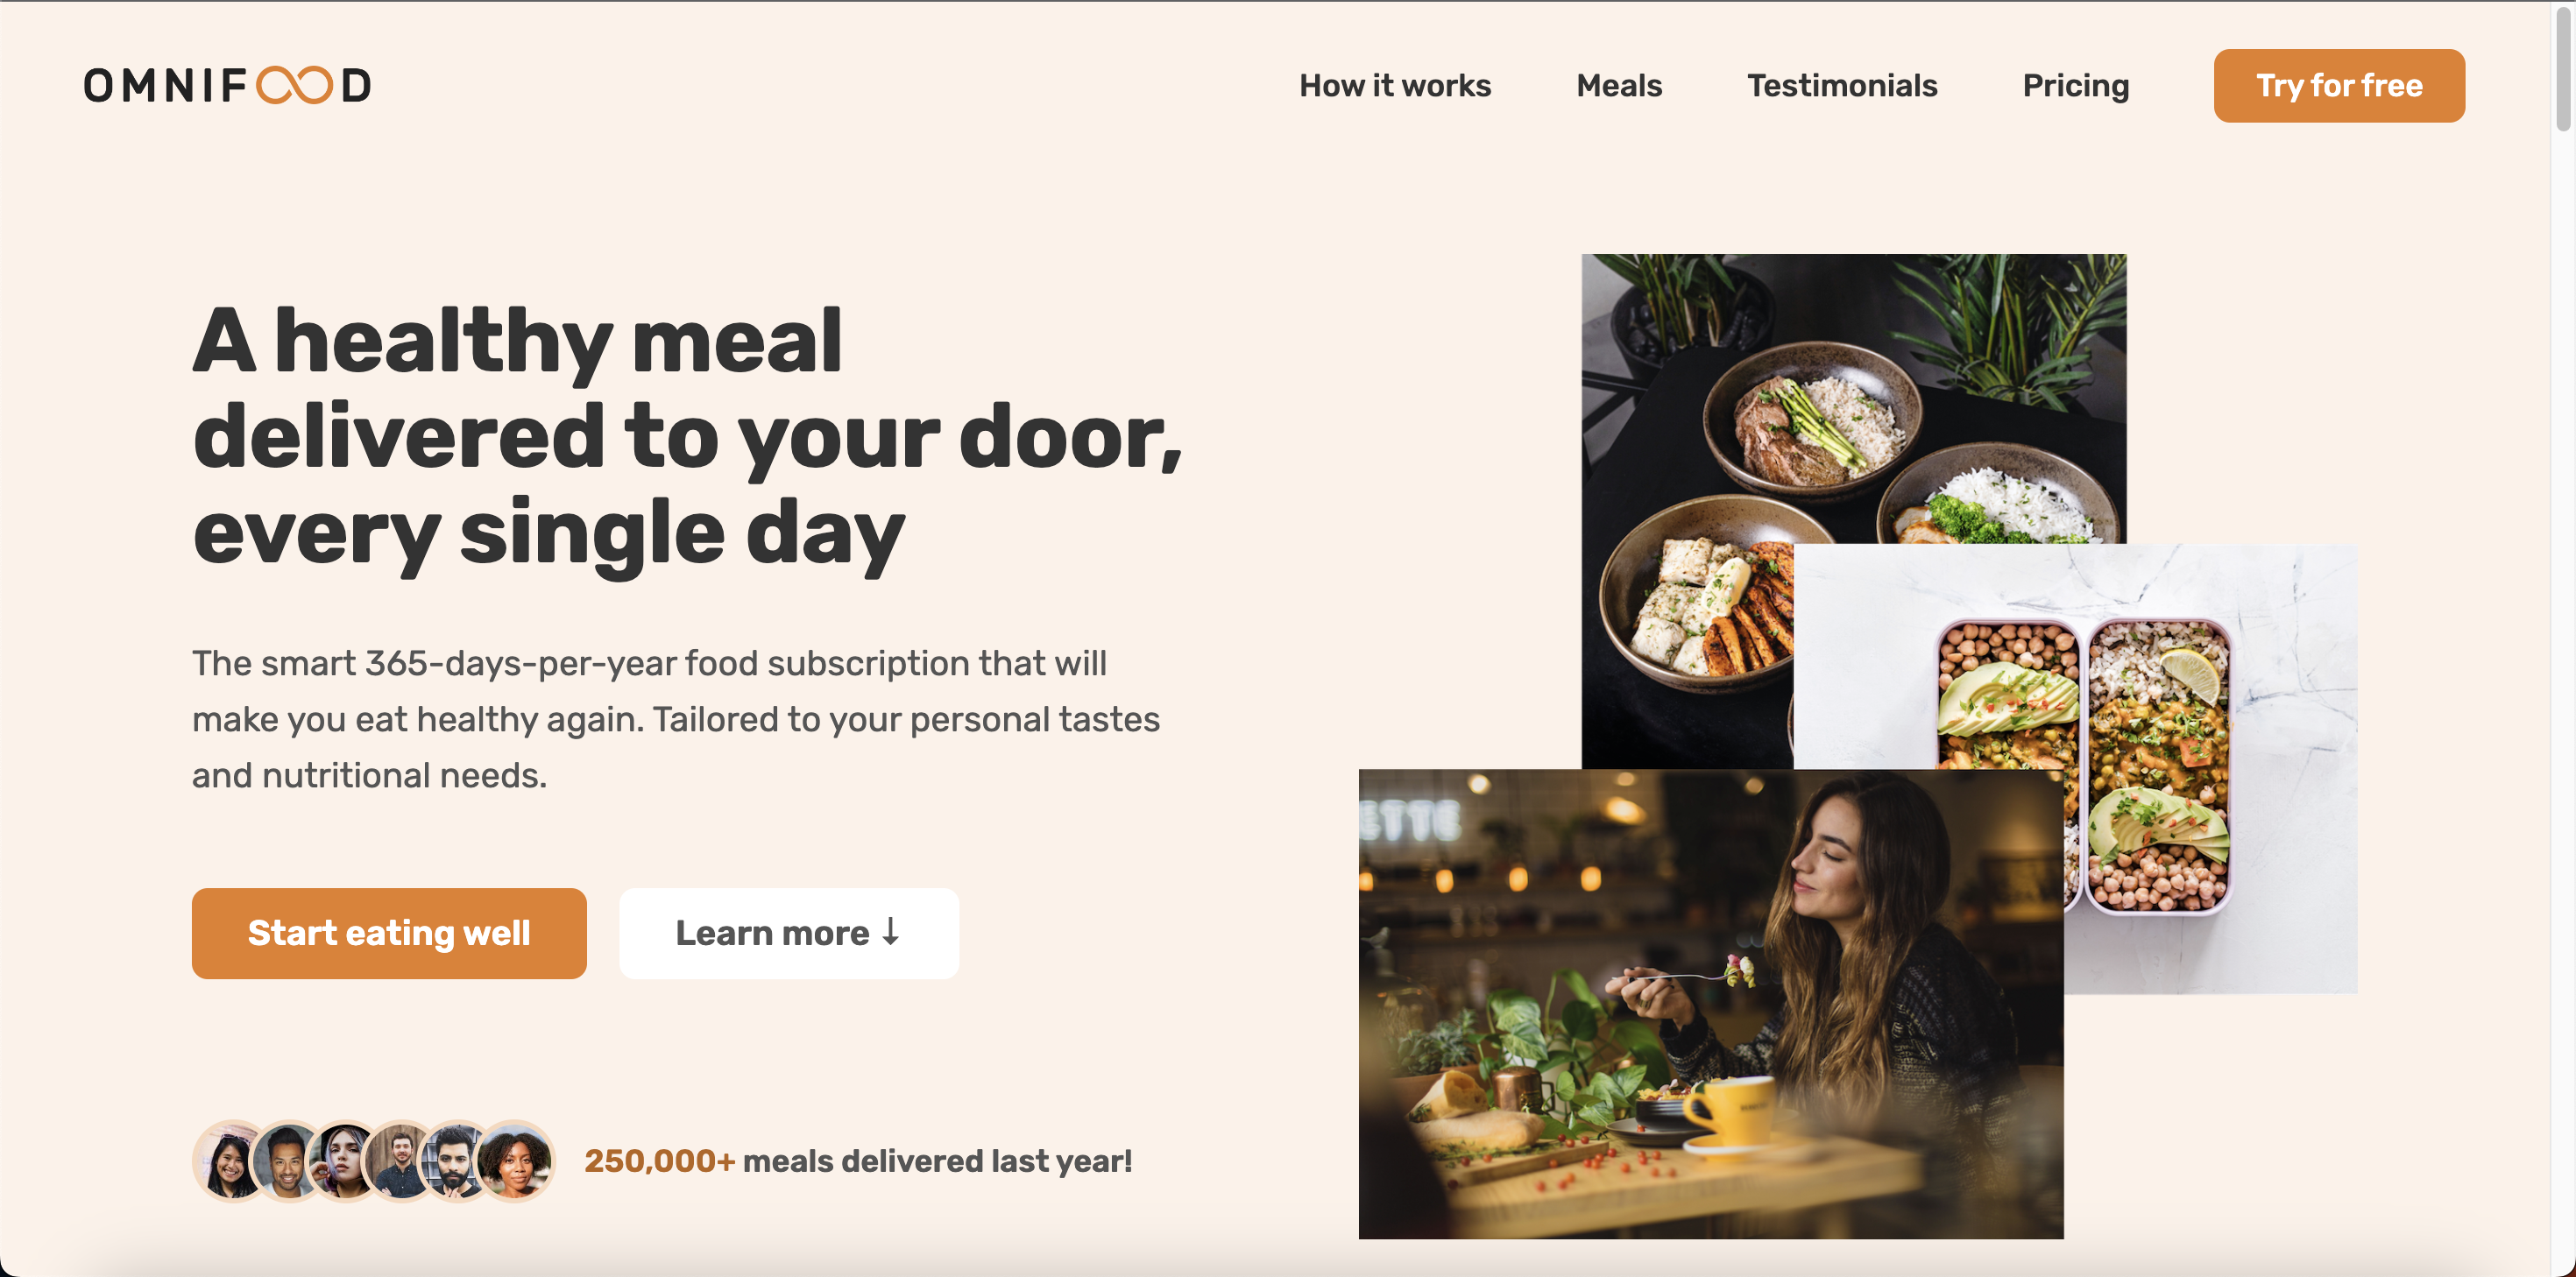 OMNIFOOD
How it works
Meals
Testimonials
Pricing
Try for free
A healthy meal
delivered to your door,
every single day
The smart 365-days-per-year food subscription that will
make you eat healthy again. Tailored to your personal tastes
and nutritional needs.
Start eating well
Learn more ↓
250,000+ meals delivered last year!
ETTE